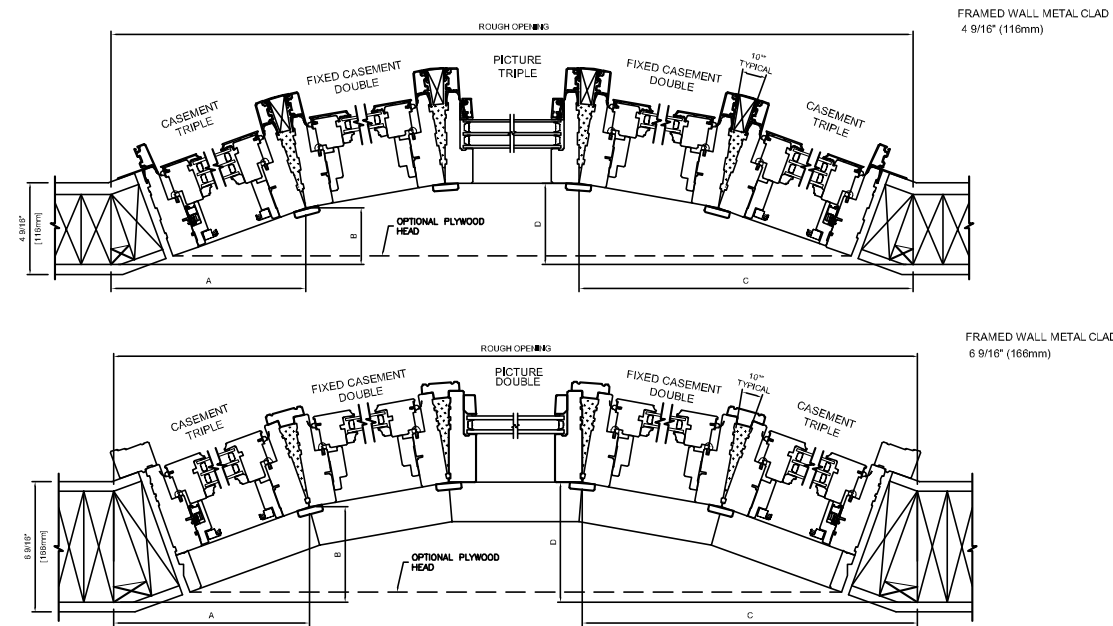 FRAMED WALL METAL CLAD
4 9/16" (116mm)
ROUGH OPENING
PICTURE
TRIPLE
FIXED CASEMENT
DOUBLE
FIXED CASEMENT
DOUBLE
10°"
TYPICAL
CASEMENT
TRIPLE
CASEMENT
TRIPLE
4 9/16"
[116mm]
OPTIONAL PLYWOOD
HEAD
B
D
A
C
FRAMED WALL METAL CLAD
6 9/16" (166mm)
ROUGH OPENING
PICTURE
DOUBLE
FIXED CASEMENT
DOUBLE
FIXED CASEMENT
DOUBLE
10°"
TYPICAL
CASEMENT
TRIPLE
CASEMENT
TRIPLE
6 9/16"
[166mm]
OPTIONAL PLYWOOD
HEAD
B
D
A
C